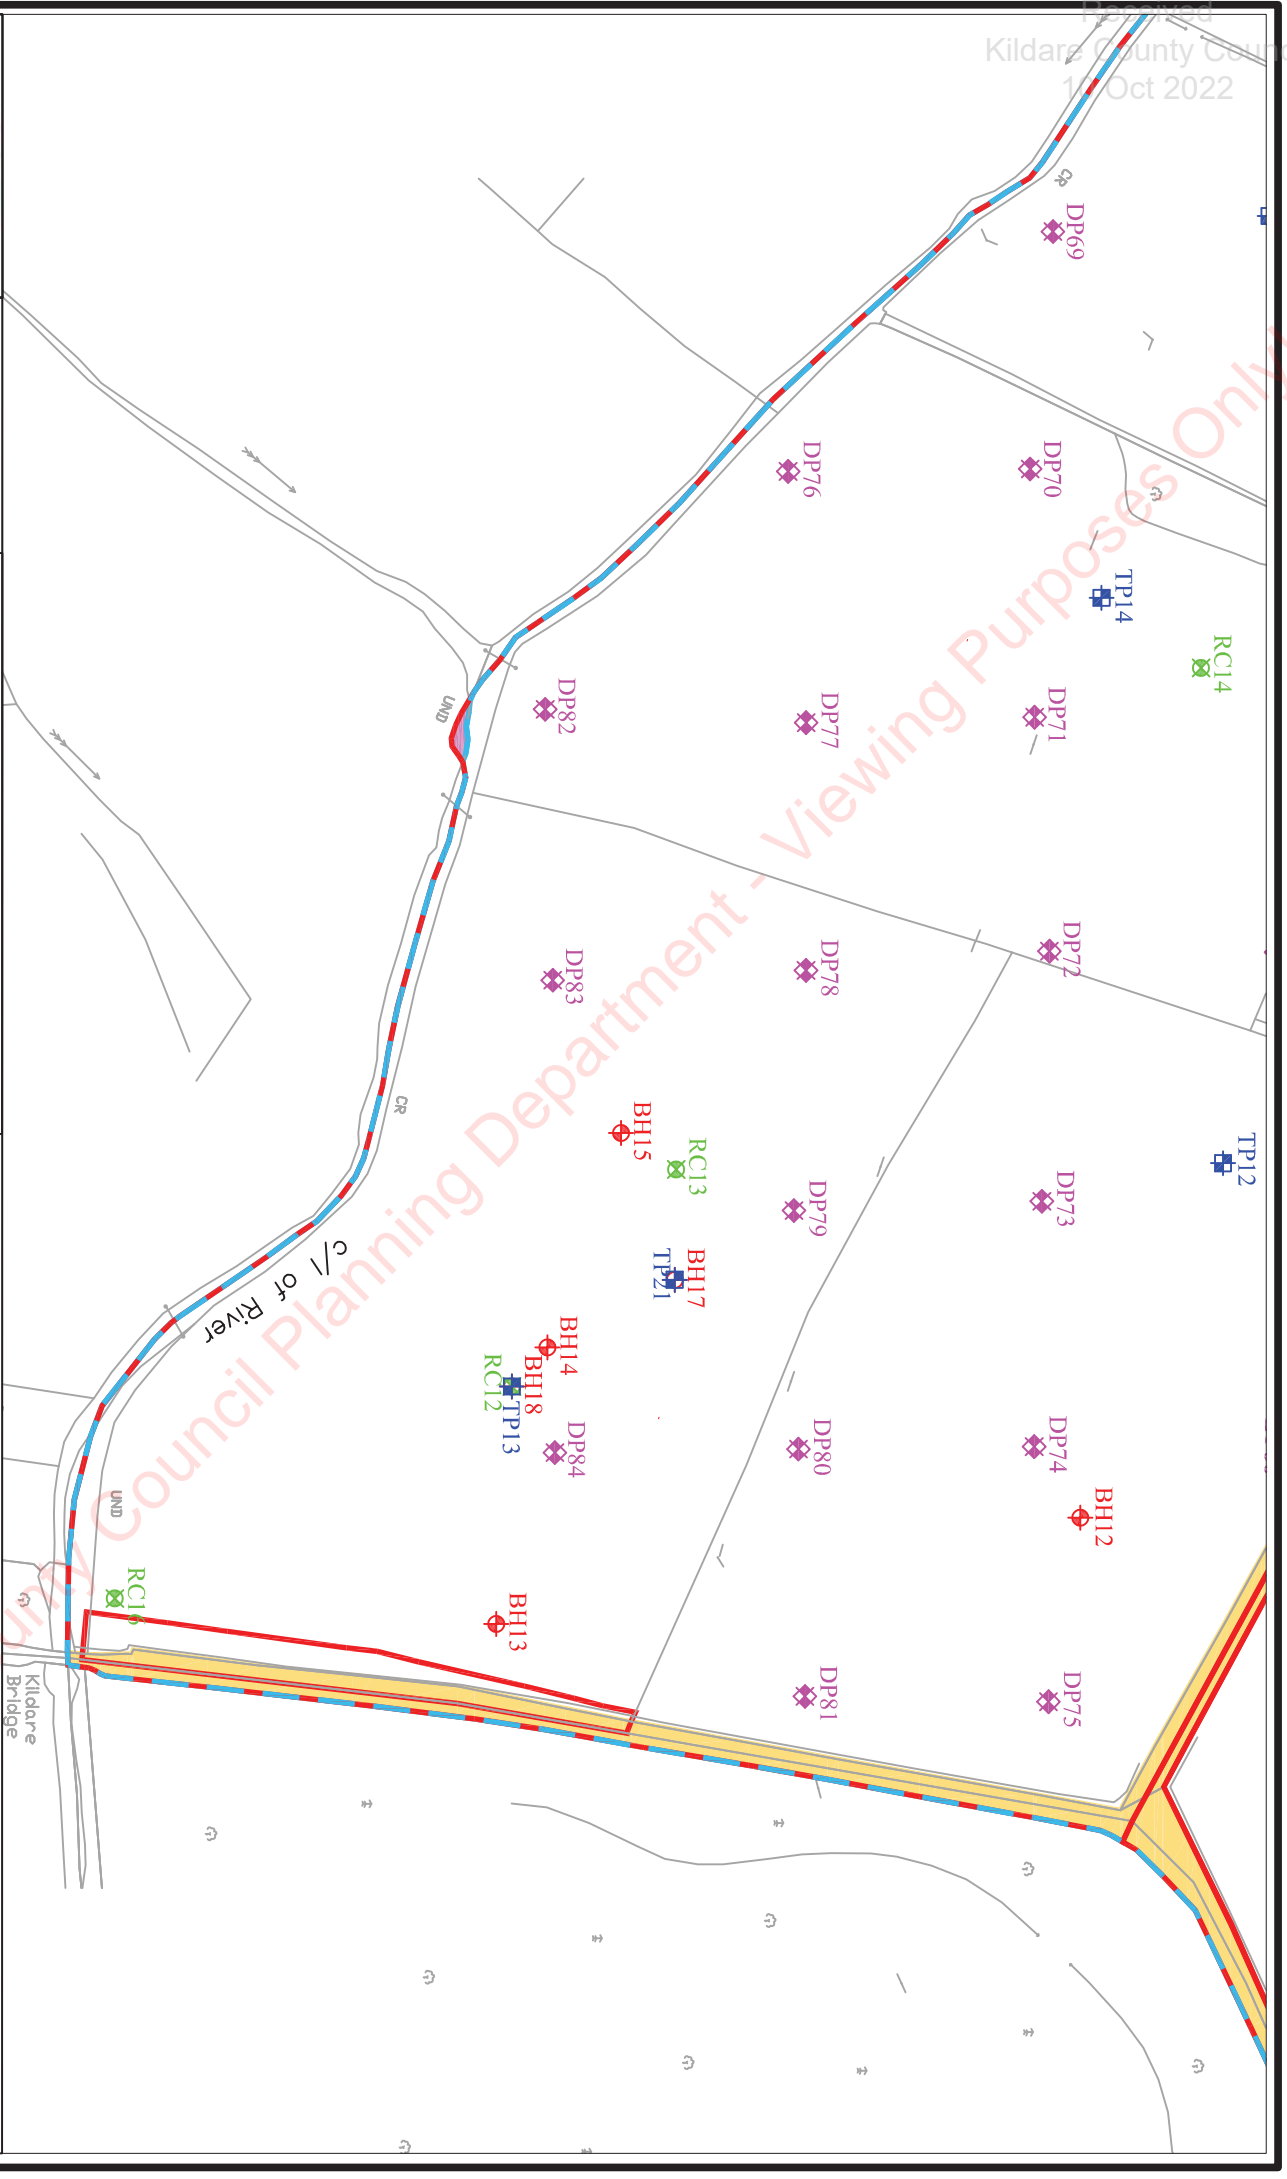 Received
Kildare County Coun
10 Oct 2022
CR
DP69
DP76
DP70
TP14
RC14
DP82
DP77
DP71
UND
DP72
DP78
DP83
CR
BH15
RC13
TP12
DP79
DP73
BH17
TP21
c/l of River
BH14
BH18
RC12
TP13
DP84
DP80
DP74
BH12
UND
BH13
DP81
DP75
Kildare
Bridge
unty Council Planning Department - Viewing Purposes Only!